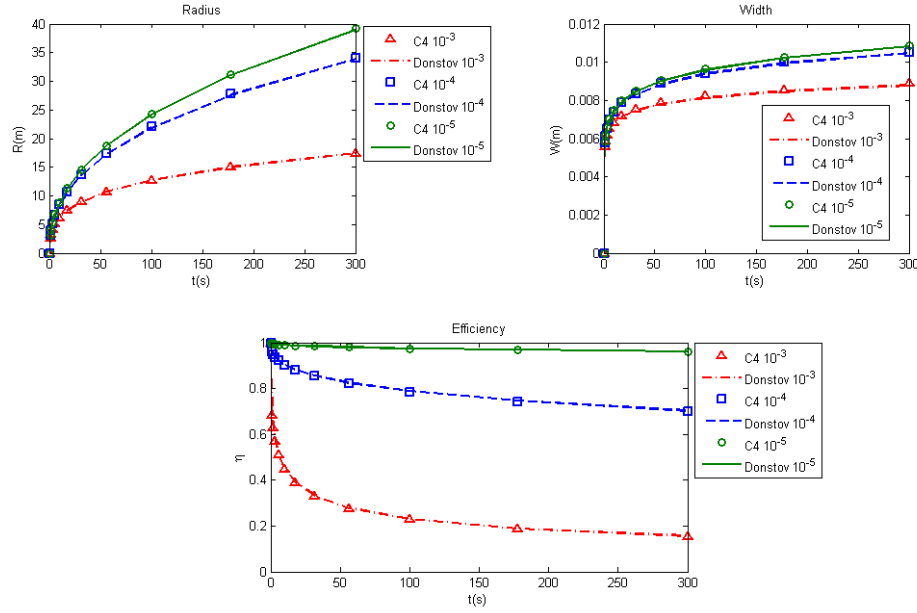 Radius
R(m)
40
35
30
25
20
15
10
5
0
0 50 100 150 200 250 300
t(s)
C4 10-3
Donstov 10-3
C4 10-4
Donstov 10-4
C4 10-5
Donstov 10-5
Width
W(m)
0.012
0.01
0.008
0.006
0.004
0.002
0
0 50 100 150 200 250 300
t(s)
C4 10-3
Donstov 10-3
C4 10-4
Donstov 10-4
C4 10-5
Donstov 10-5
Efficiency
η
1
0.8
0.6
0.4
0.2
0
0 50 100 150 200 250 300
t(s)
C4 10-3
Donstov 10-3
C4 10-4
Donstov 10-4
C4 10-5
Donstov 10-5